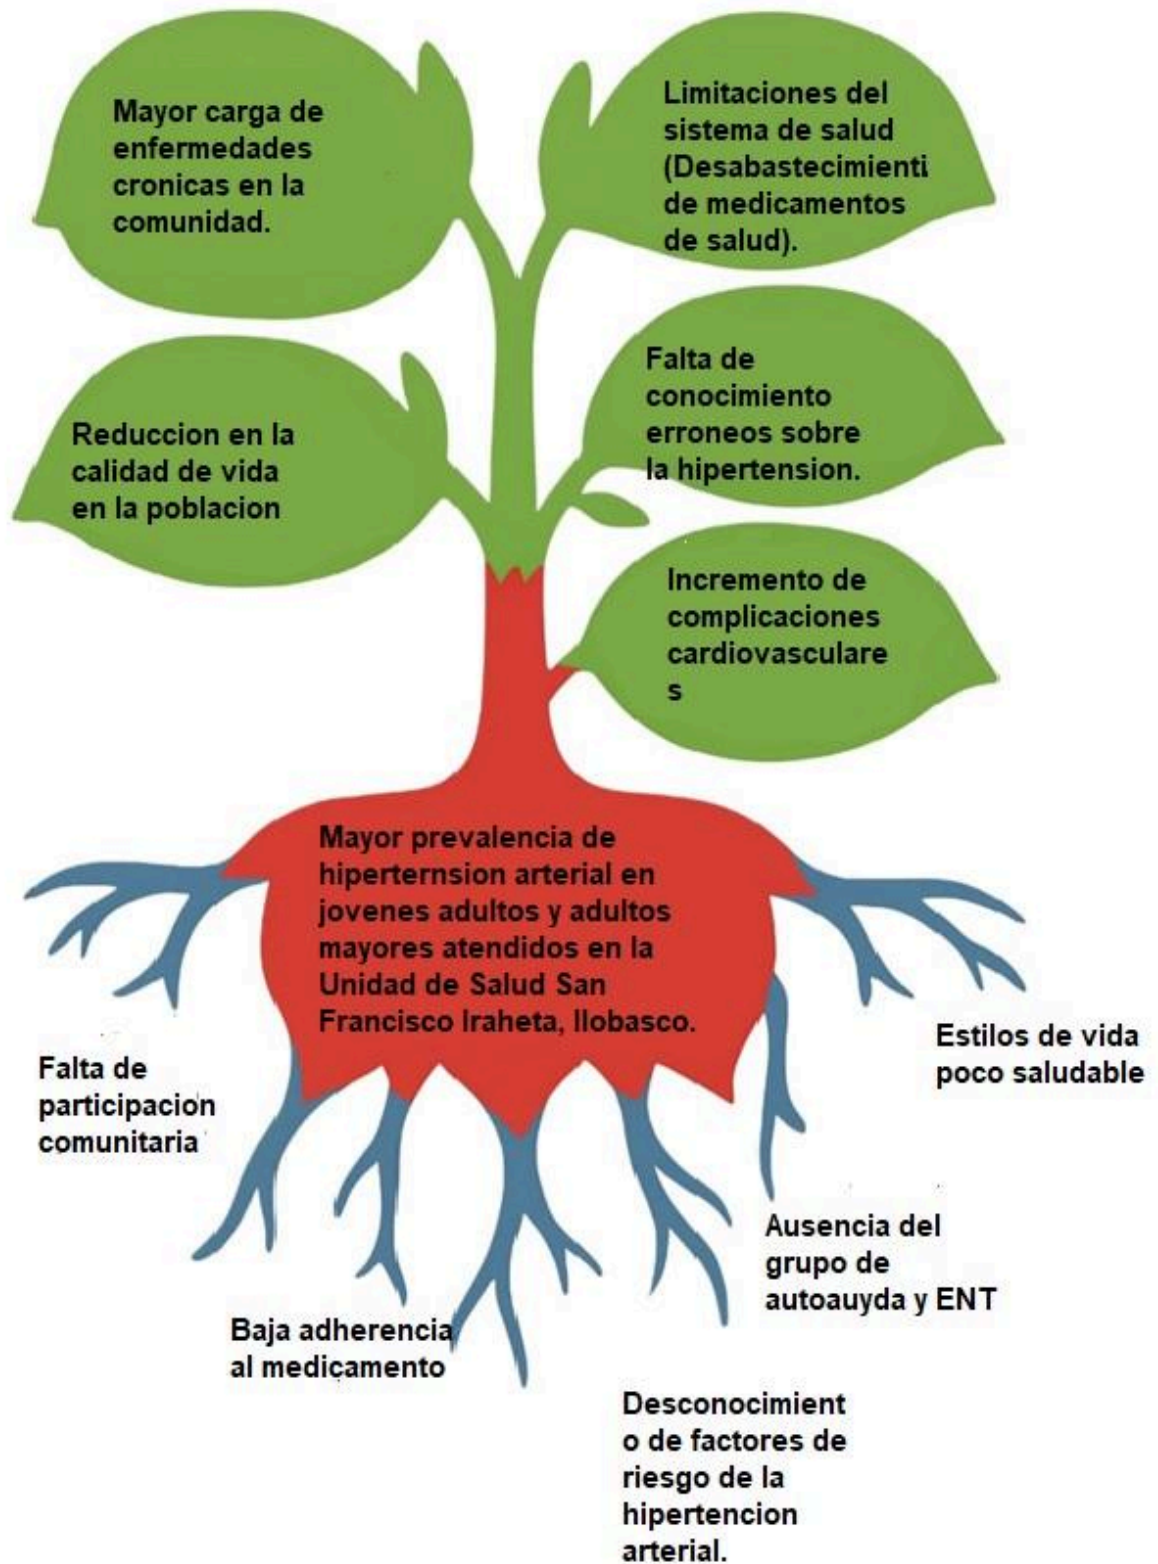 Mayor carga de
enfermedades
cronicas en la
comunidad.
Limitaciones del
sistema de salud
(Desabastecimienti
de medicamentos
de salud).
Reduccion en la
calidad de vida
en la poblacion
Falta de
conocimiento
erroneos sobre
la hipertension.
Incremento de
complicaciones
cardiovasculare
s
Mayor prevalencia de
hiperternsion arterial en
jovenes adultos y adultos
mayores atendidos en la
Unidad de Salud San
Francisco Iraheta, Ilobasco.
Falta de
participacion
comunitaria
Baja adherencia
al medicamento
Desconocimient
o de factores de
riesgo de la
hipertencion
arterial.
Ausencia del
grupo de
autoauyda y ENT
Estilos de vida
poco saludable